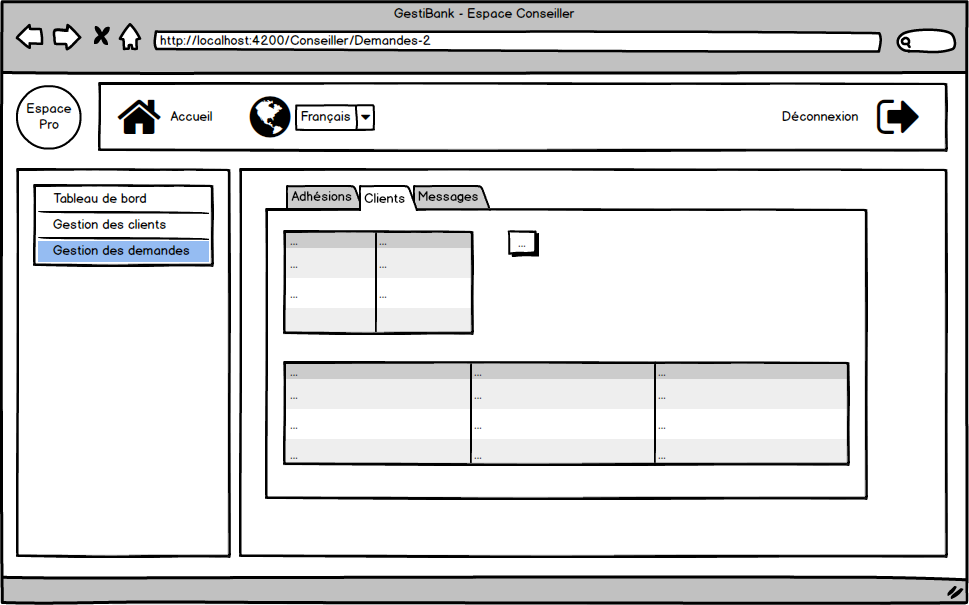 GestiBank - Espace Conseiller
http://localhost:4200/Conseiller/Demandes-2
Espace
Pro
Accueil
Français
Déconnexion
Tableau de bord
Gestion des clients
Gestion des demandes
Adhésions
Clients
Messages
... ...
... ...
... ...
...
... ... ...
... ... ...
... ... ...
... ... ...